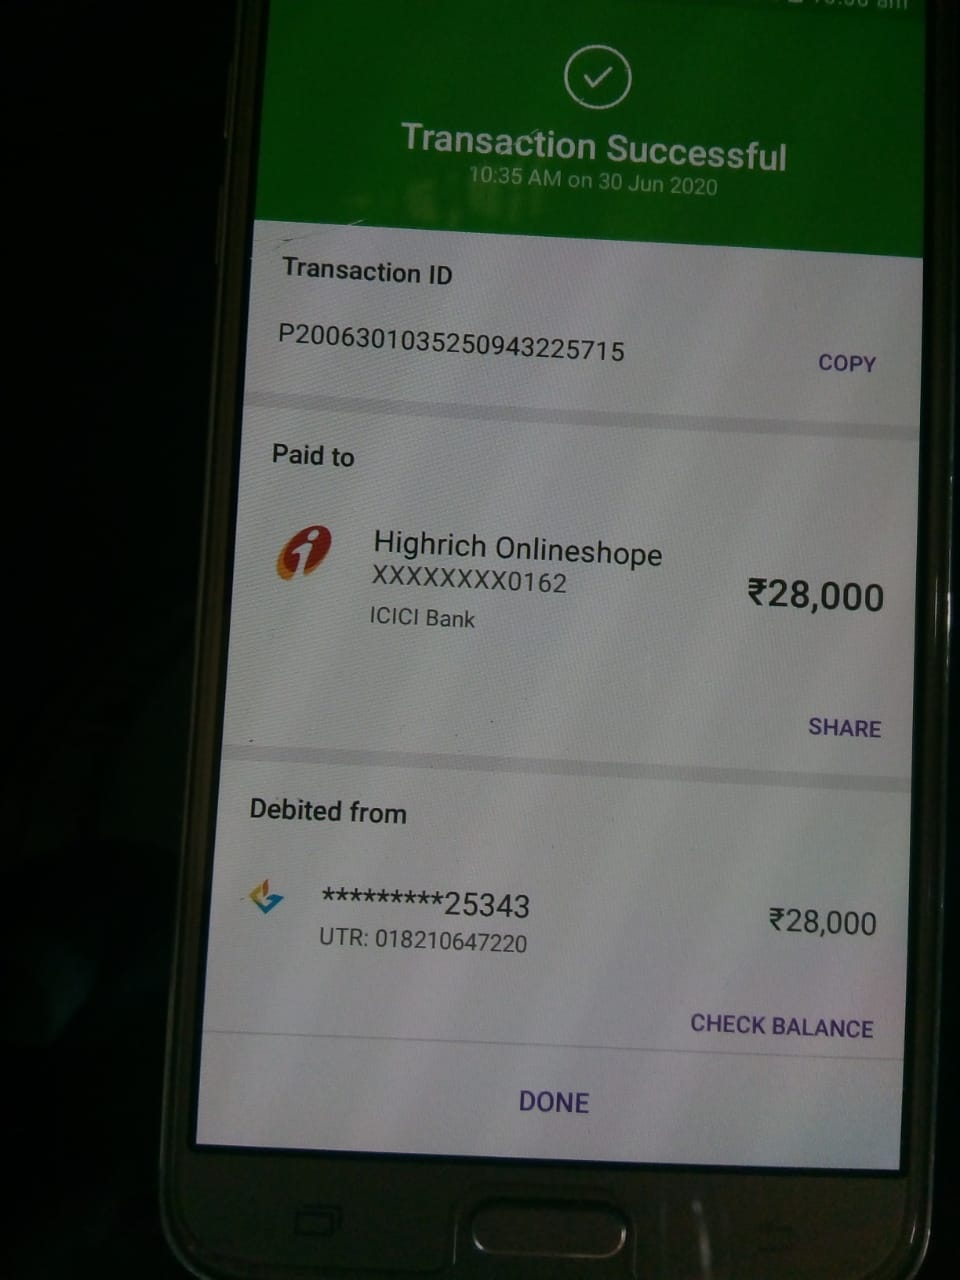 Transaction Successful
10:35 AM on 30 Jun 2020
Transaction ID
P2006301035250943225715
COPY
Paid to
Highrich Onlineshope
XXXXXXXX0162
₹28,000
ICICI Bank
SHARE
Debited from
*********25343
₹28,000
UTR: 018210647220
CHECK BALANCE
DONE